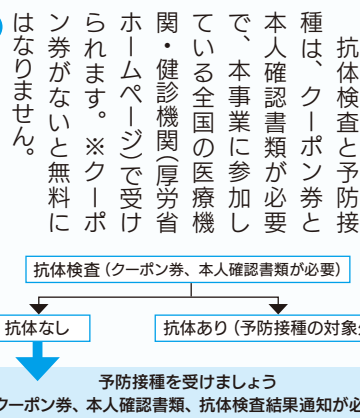 抗体検査と予防接
種は、クーポン券と
本人確認書類が必要
で、本事業に参加し
ている全国の医療機
関・健診機関(厚労省
ホームページ)で受け
られます。※クーポ
ン券がないと無料に
はなりません。
抗体検査(クーポン券、本人確認書類が必要)
抗体なし
抗体あり(予防接種の対象
予防接種を受けましょう
クーポン券、本人確認書類、抗体検査結果通知が必